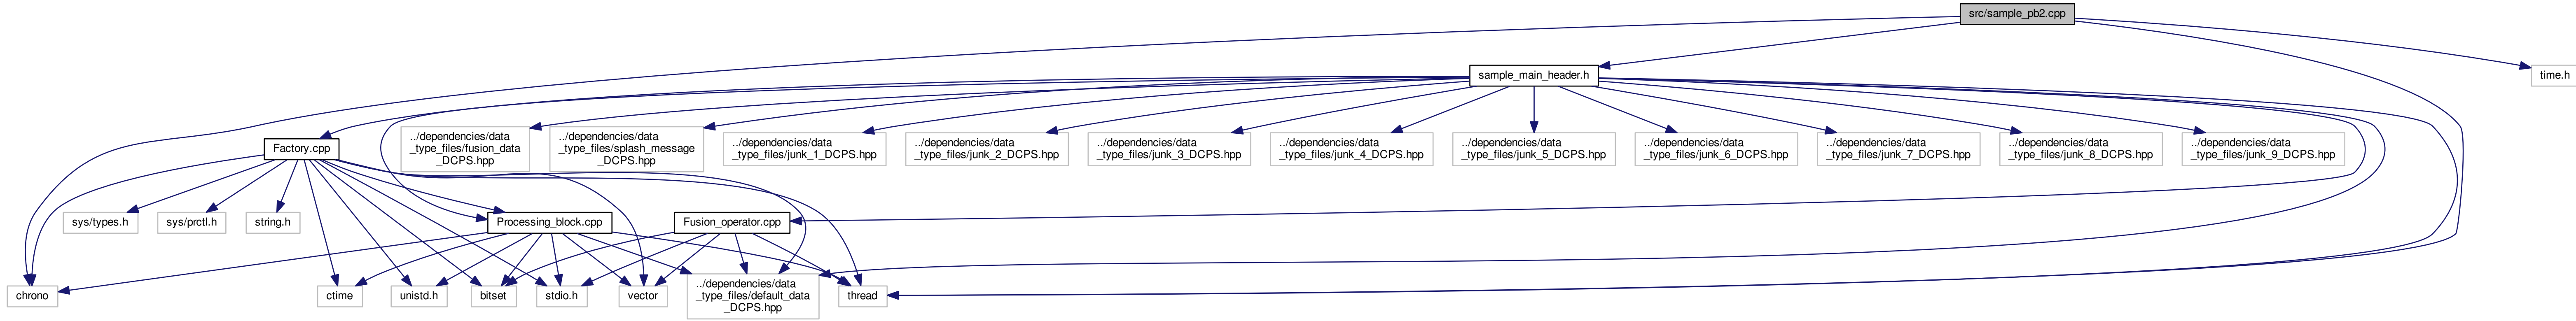 src/sample_pb2.cpp
sample_main_header.h
time.h
Factory.cpp
../dependencies/data
_type_files/fusion_data
_DCPS.hpp
../dependencies/data
_type_files/splash_message
_DCPS.hpp
../dependencies/data
_type_files/junk_1_DCPS.hpp
../dependencies/data
_type_files/junk_2_DCPS.hpp
../dependencies/data
_type_files/junk_3_DCPS.hpp
../dependencies/data
_type_files/junk_4_DCPS.hpp
../dependencies/data
_type_files/junk_5_DCPS.hpp
../dependencies/data
_type_files/junk_6_DCPS.hpp
../dependencies/data
_type_files/junk_7_DCPS.hpp
../dependencies/data
_type_files/junk_8_DCPS.hpp
../dependencies/data
_type_files/junk_9_DCPS.hpp
sys/types.h
sys/prctl.h
string.h
Processing_block.cpp
Fusion_operator.cpp
chrono
ctime
unistd.h
bitset
stdio.h
vector
../dependencies/data
_type_files/default_data
_DCPS.hpp
thread